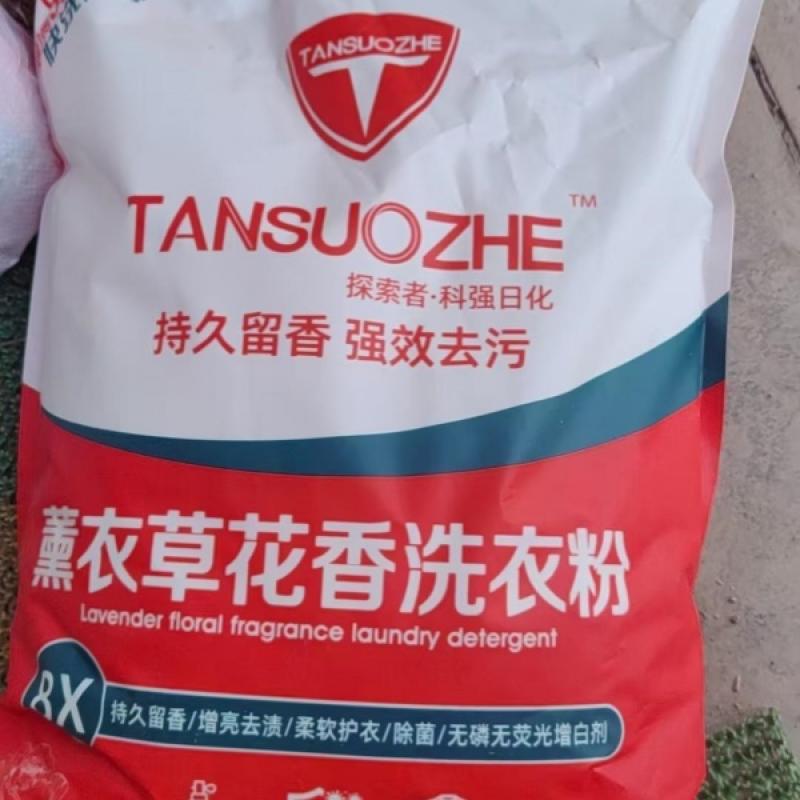 TANSUOZHE
TANSUOZHE™
探索者·科强日化
持久留香 强效去污
薰衣草花香洗衣粉
Lavender floral fragrance laundry detergent
8X
持久留香/增亮去渍/柔软护衣/除菌/无磷无荧光增白剂